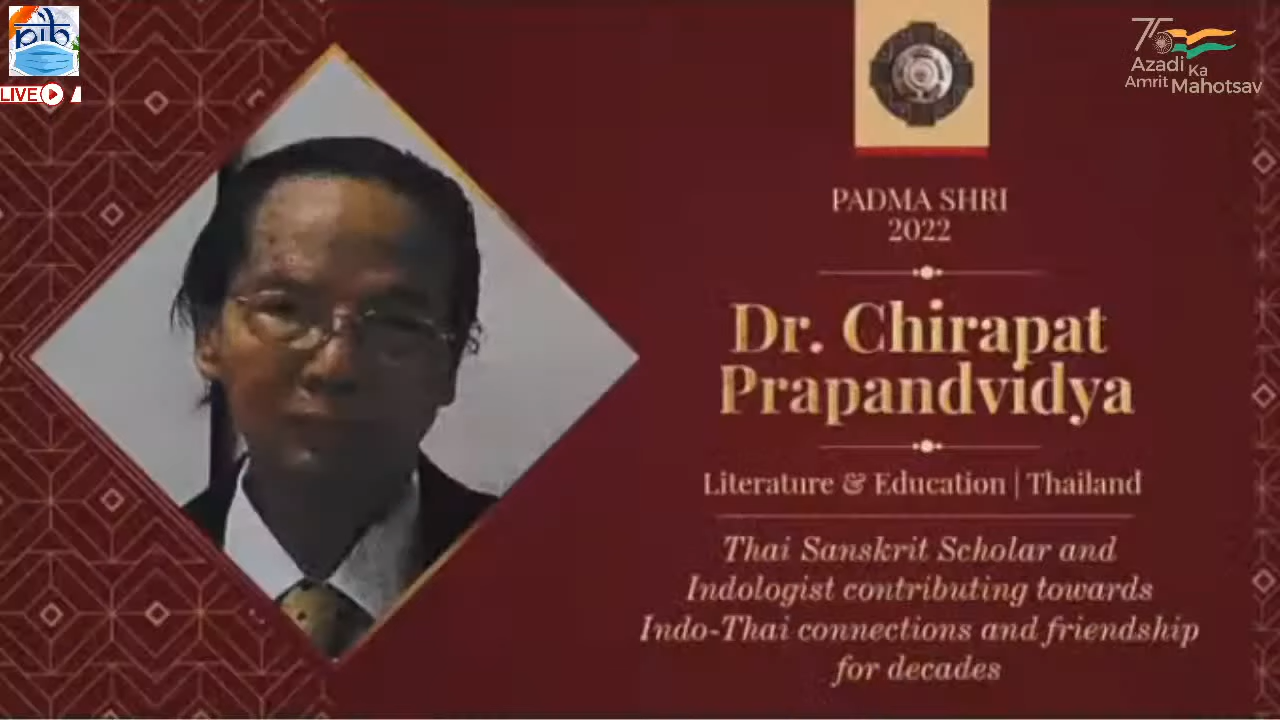 pib
LIVE
75
Azadi Ka
Amrit Mahotsav
PADMA SHRI
2022
Dr. Chirapat
Prapandvidya
Literature & Education | Thailand
Thai Sanskrit Scholar and
Indologist contributing towards
Indo-Thai connections and friendship
for decades